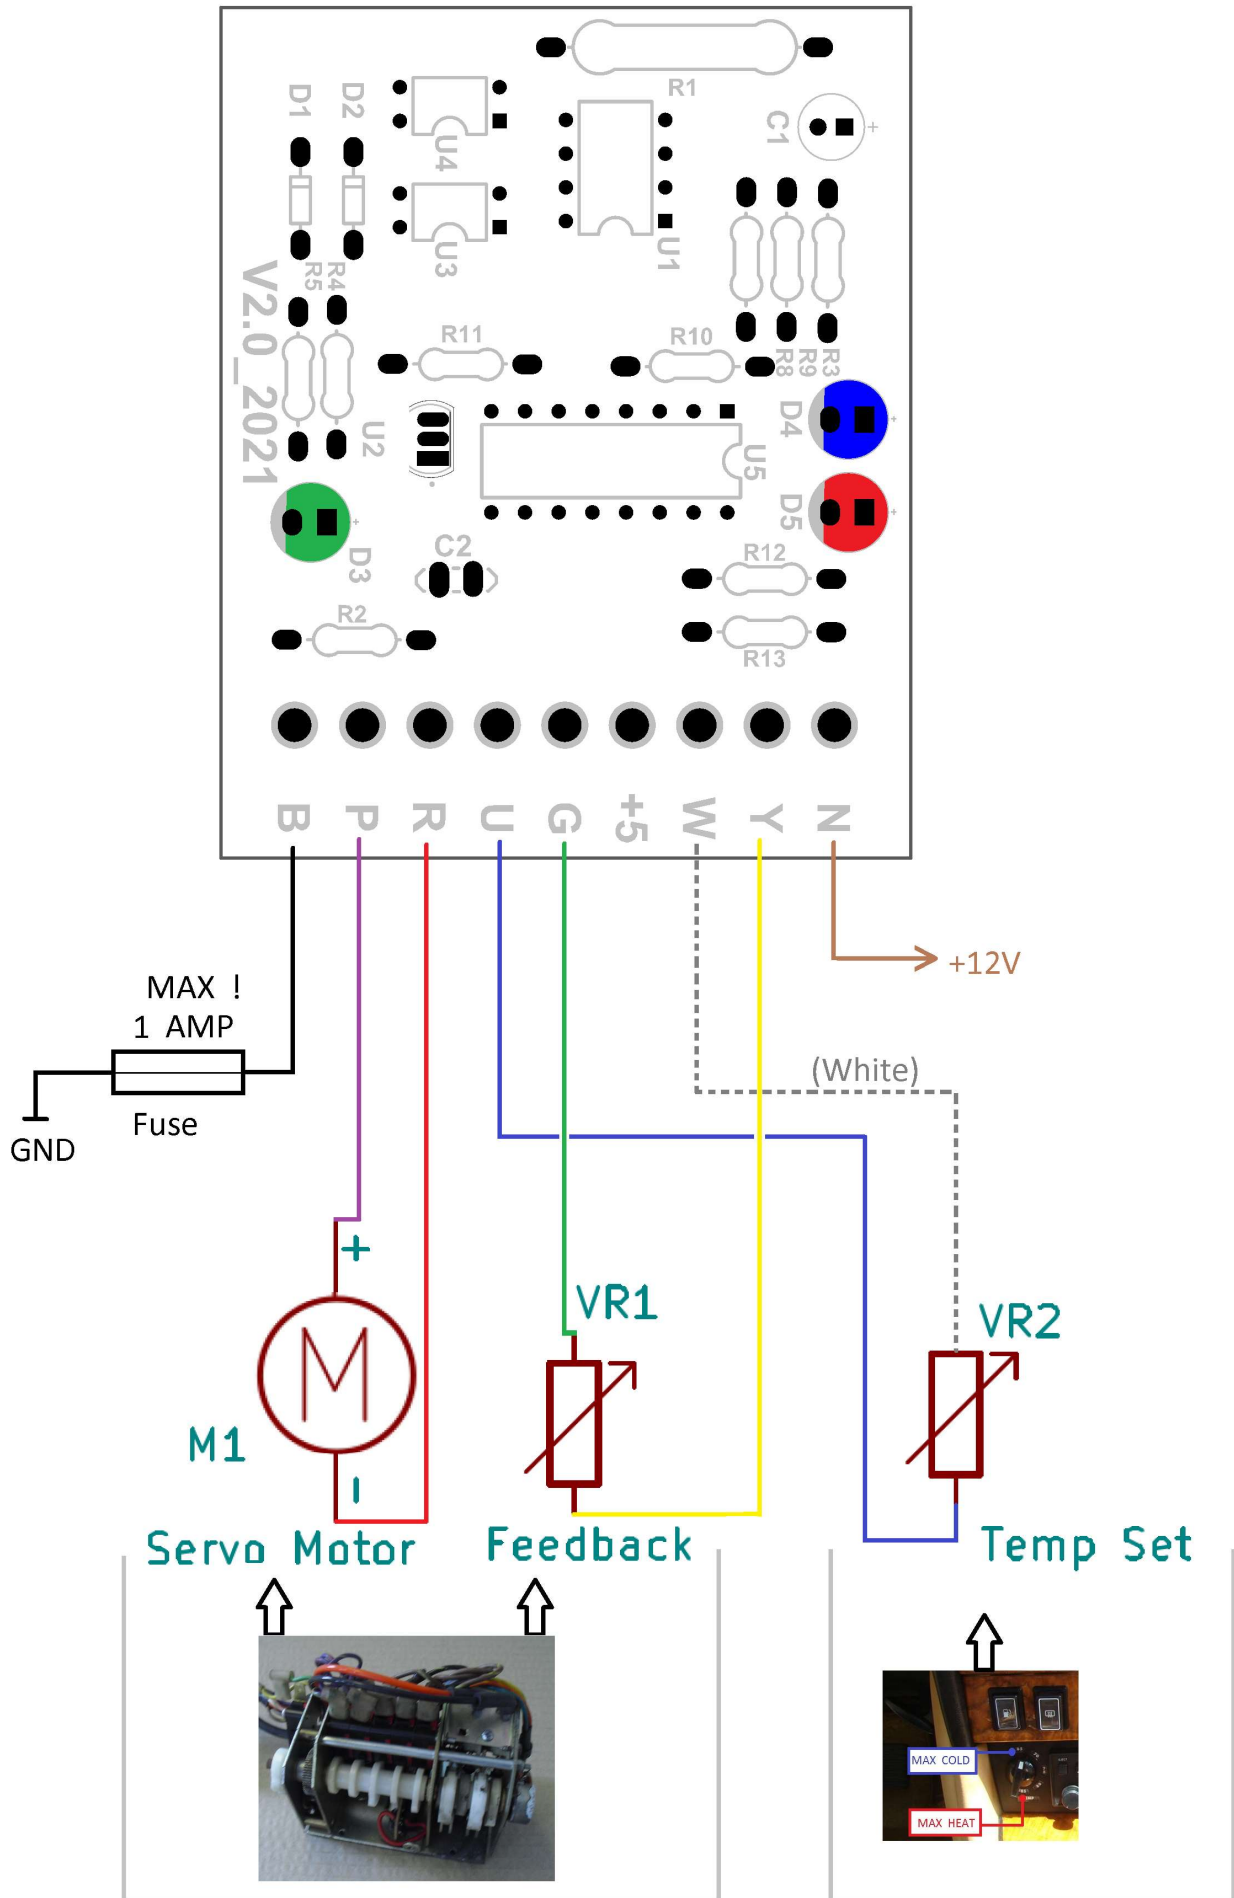 R1
D1
D2
C1
U4
U3
U1
R5
R4
V2.0_2021
R11
R10
R8
R9
R3
U2
D4
U5
D5
D3
C2
R12
R2
R13
B P R U G +5 W Y N
+12V
MAX !
1 AMP
Fuse
GND
(White)
+
VR1
VR2
M
M1
-
Servo Motor
Feedback
Temp Set
MAX COLD
MAX HEAT